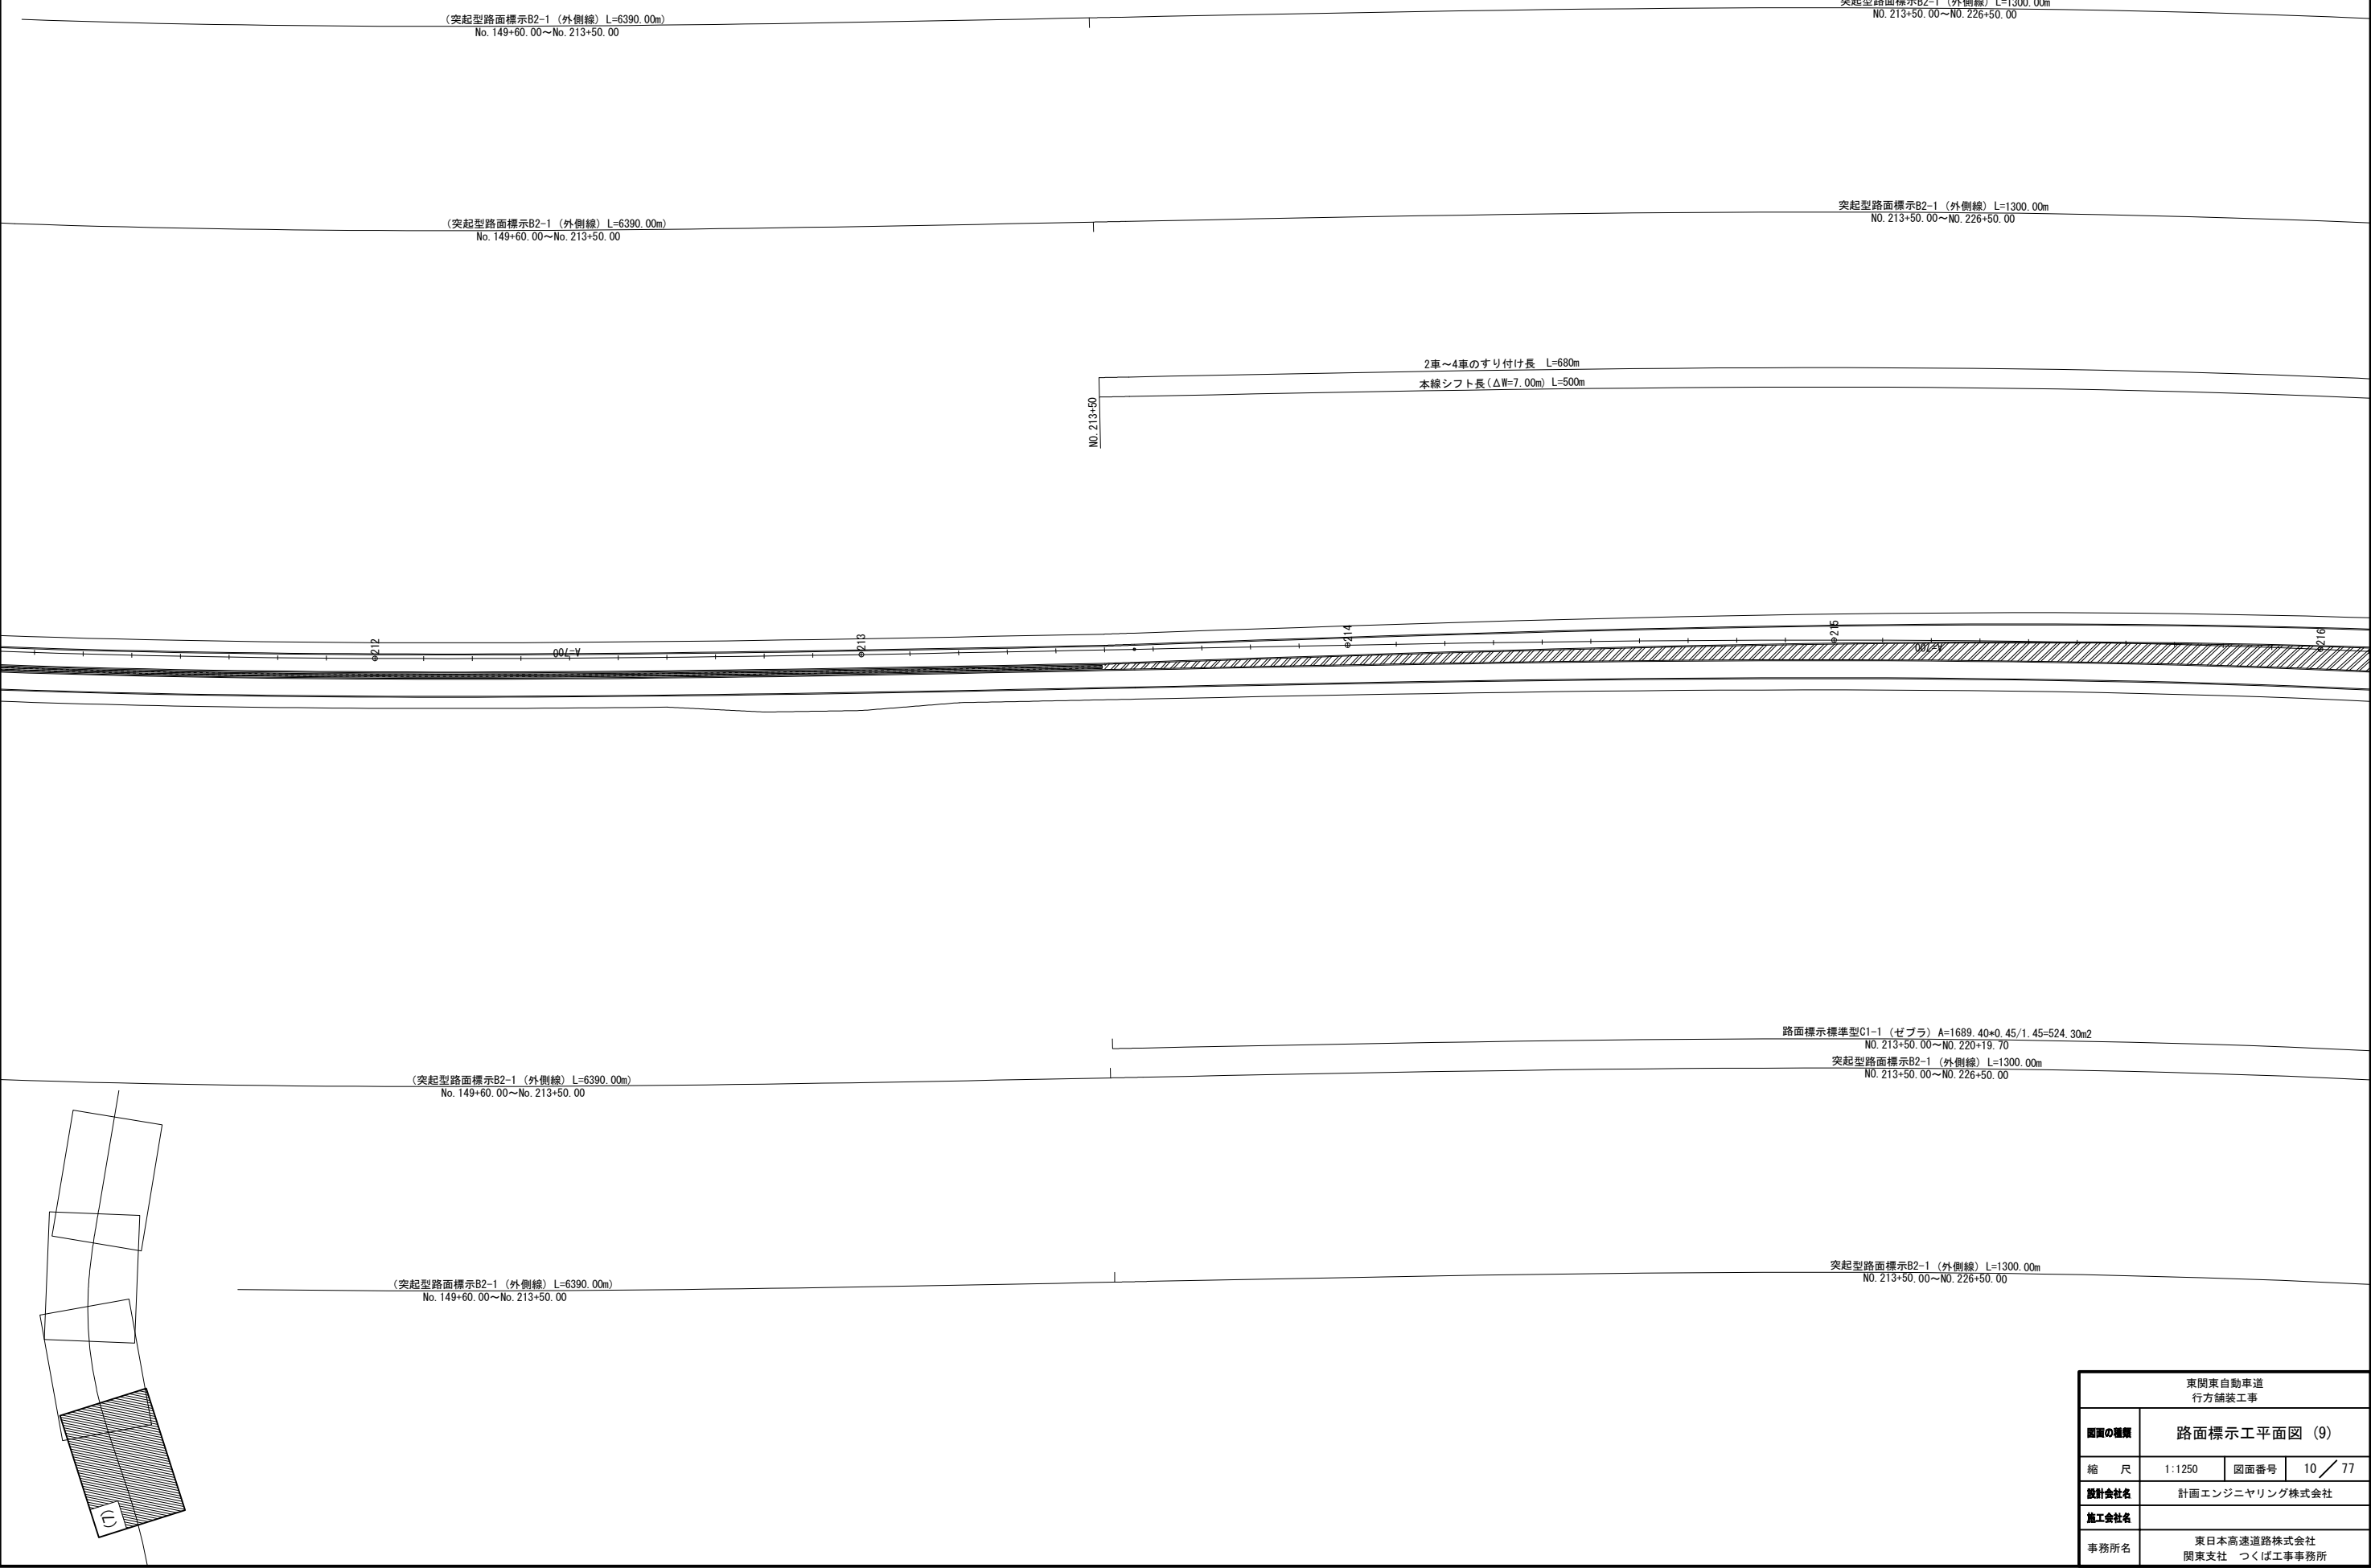 (突起型路面標示B2-1 (外側線) L=6390.00m)
No.149+60.00～No.213+50.00
突起型路面標示B2-1 (外側線) L=1300.00m
NO.213+50.00～NO.226+50.00
(突起型路面標示B2-1 (外側線) L=6390.00m)
No.149+60.00～No.213+50.00
突起型路面標示B2-1 (外側線) L=1300.00m
NO.213+50.00～NO.226+50.00
2車～4車のすり付け長 L=680m
本線シフト長(ΔW=7.00m) L=500m
NO.213+50
212
A=700
213
214
215
A=700
216
路面標示標準型C1-1 (ゼブラ) A=1689.40*0.45/1.45=524.30m2
NO.213+50.00～NO.220+19.70
(突起型路面標示B2-1 (外側線) L=6390.00m)
No.149+60.00～No.213+50.00
突起型路面標示B2-1 (外側線) L=1300.00m
NO.213+50.00～NO.226+50.00
(突起型路面標示B2-1 (外側線) L=6390.00m)
No.149+60.00～No.213+50.00
突起型路面標示B2-1 (外側線) L=1300.00m
NO.213+50.00～NO.226+50.00
東関東自動車道
行方舗装工事
図面の種類 路面標示工平面図 (9)
縮 尺 1:1250 図面番号 10／77
設計会社名 計画エンジニヤリング株式会社
施工会社名
事務所名 東日本高速道路株式会社
関東支社 つくば工事事務所